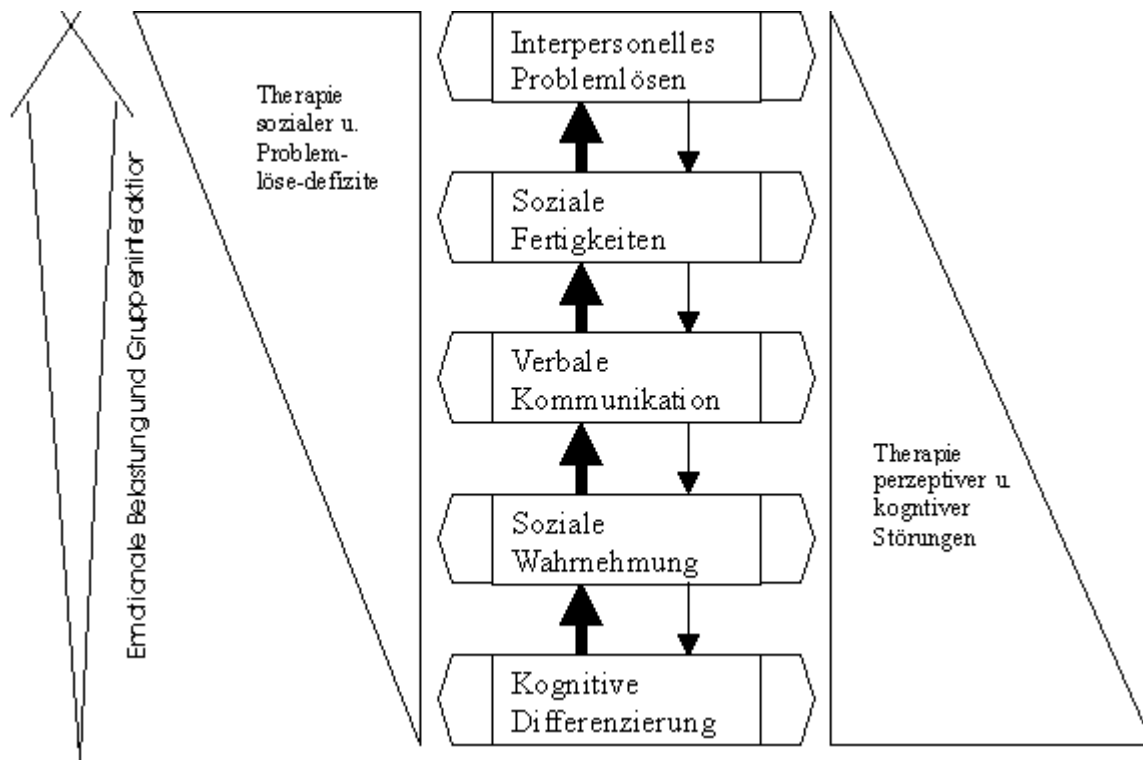 Interpersonelles
Problemlösen
Therapie
sozialer u.
Problem-
löse-defizite
Soziale
Fertigkeiten
Verbale
Kommunikation
Emotionale Belastung und Gruppeninteraktior
Therapie
perzeptiver u.
kogntiver
Störungen
Soziale
Wahrnehmung
Kognitive
Differenzierung